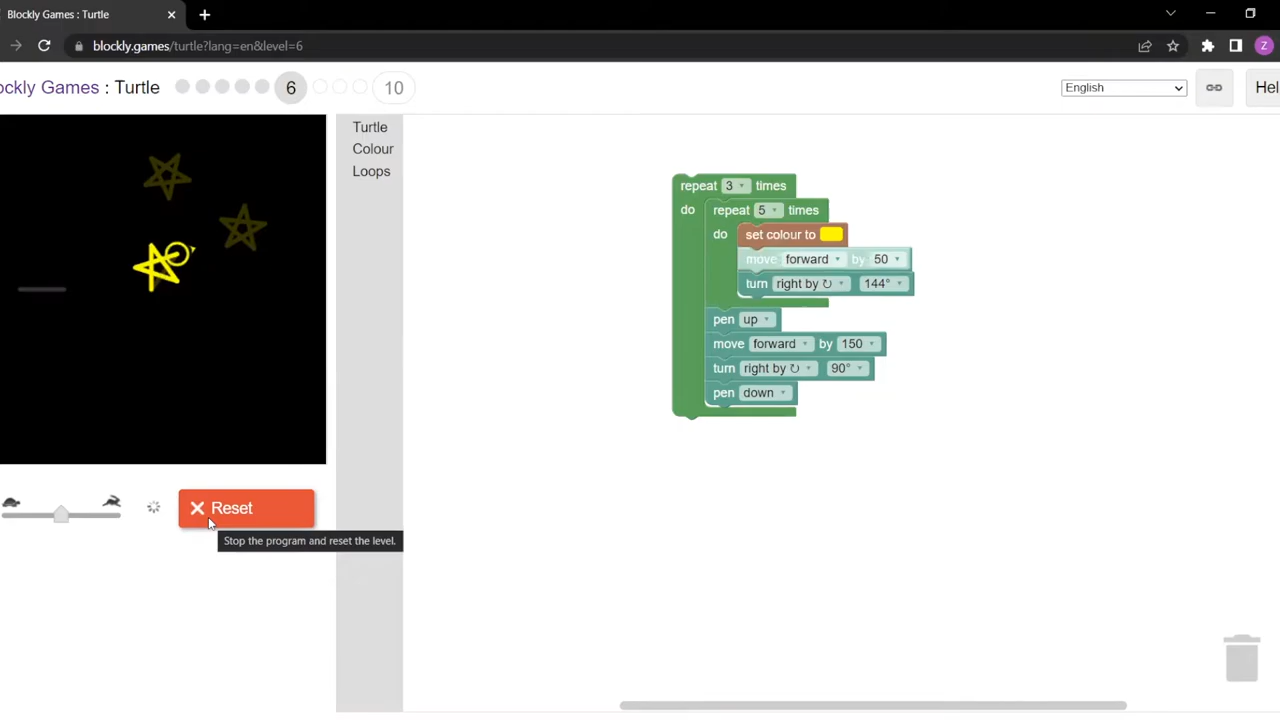 Blockly Games : Turtle
blockly.games/turtle?lang=en&level=6
Z
ockly Games : Turtle
6
10
English
Hel
Turtle
Colour
Loops
repeat 3 times
do repeat 5 times
do set colour to
move forward by 50
turn right by ↻ 144°
pen up
move forward by 150
turn right by ↻ 90°
pen down
Reset
Stop the program and reset the level.